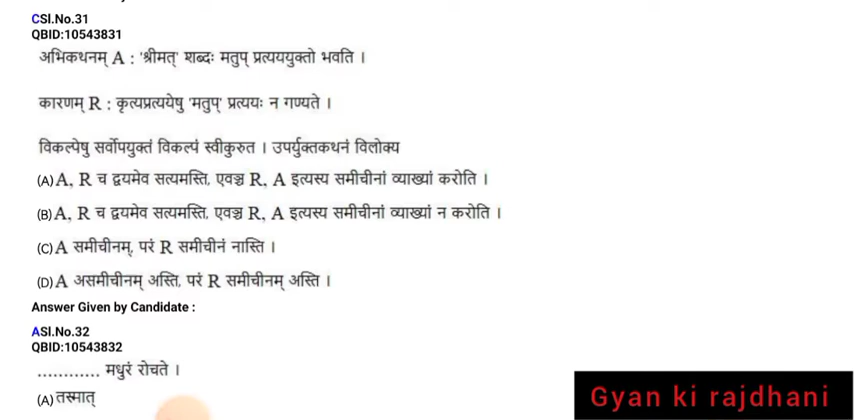 CSI.No.31
QBID:10543831
अभिकथनम् A : 'श्रीमत्' शब्दः मतुप् प्रत्यययुक्तो भवति ।
कारणम् R : कृत्यप्रत्ययेषु 'मतुप्' प्रत्ययः न गण्यते ।
विकल्पेषु सर्वोपयुक्तं विकल्पं स्वीकुरुत । उपर्युक्तकथनं विलोक्य
(A) A, R च द्वयमेव सत्यमस्ति, एवञ्च R, A इत्यस्य समीचीनां व्याख्यां करोति ।
(B) A, R च द्वयमेव सत्यमस्ति, एवञ्च R, A इत्यस्य समीचीनां व्याख्यां न करोति ।
(C) A समीचीनम्, परं R समीचीनं नास्ति ।
(D) A असमीचीनम् अस्ति, परं R समीचीनम् अस्ति ।
Answer Given by Candidate :
ASI.No.32
QBID:10543832
............ मधुरं रोचते ।
(A) तस्मात्
Gyan ki rajdhani